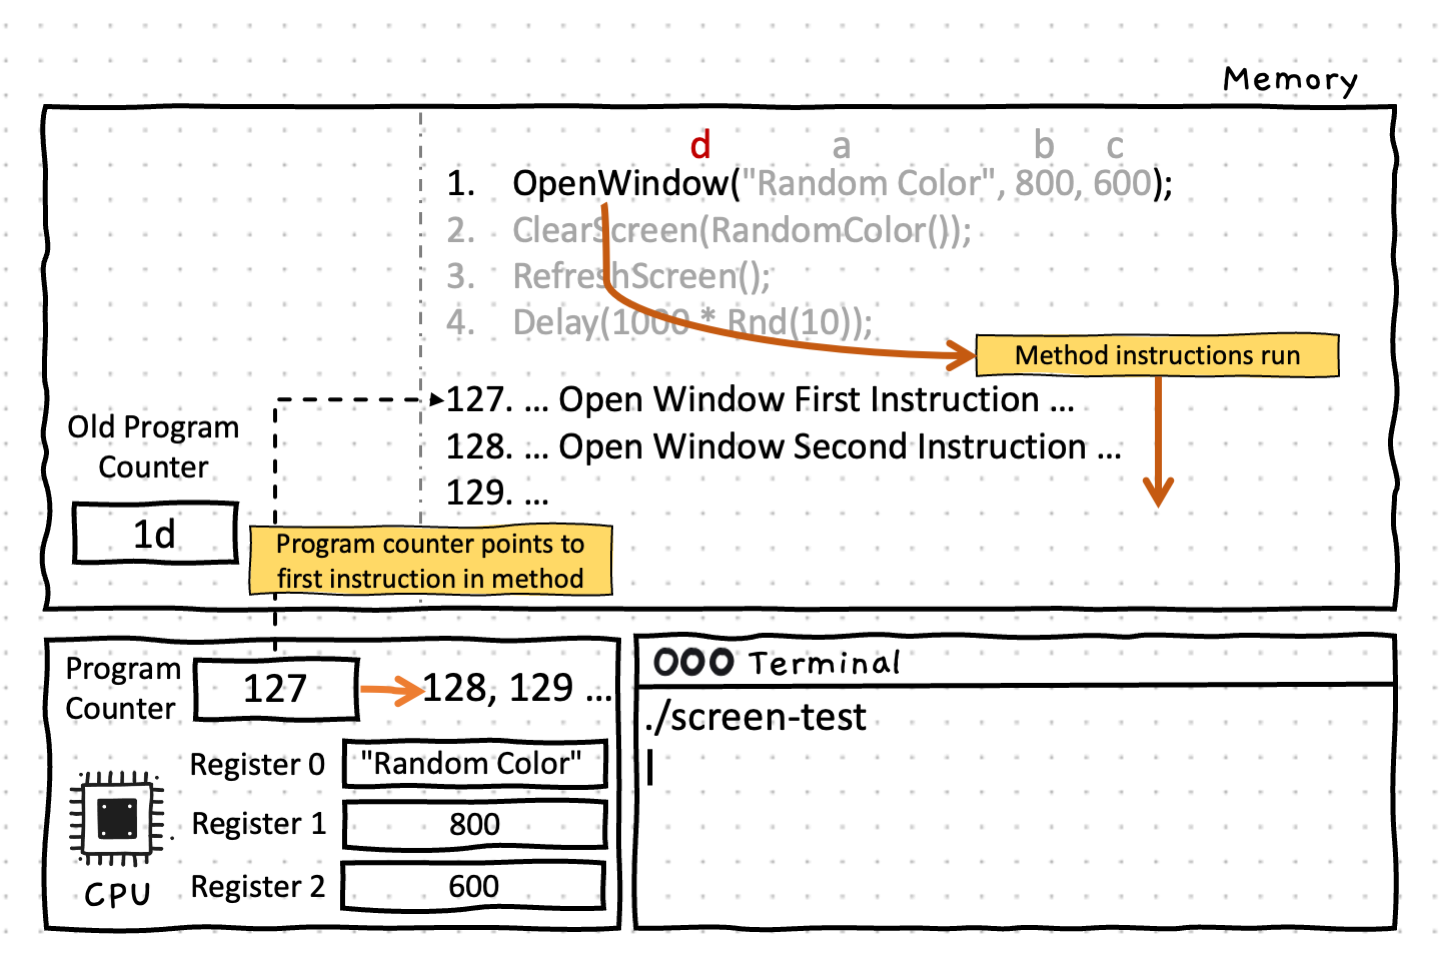 Memory
d a b c
1. OpenWindow("Random Color", 800, 600);
2. ClearScreen(RandomColor());
3. RefreshScreen();
4. Delay(1000 * Rnd(10));
Method instructions run
127. ... Open Window First Instruction ...
128. ... Open Window Second Instruction ...
129. ...
Old Program
Counter
1d
Program counter points to
first instruction in method
Program
Counter
127
128, 129 ...
Register 0
"Random Color"
Register 1
800
Register 2
600
CPU
Terminal
./screen-test
|